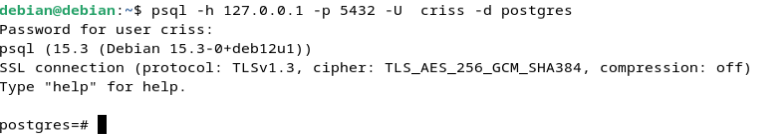 debian@debian:~$ psql -h 127.0.0.1 -p 5432 -U  criss -d postgres
Password for user criss:
psql (15.3 (Debian 15.3-0+deb12u1))
SSL connection (protocol: TLSv1.3, cipher: TLS_AES_256_GCM_SHA384, compression: off)
Type "help" for help.

postgres=#